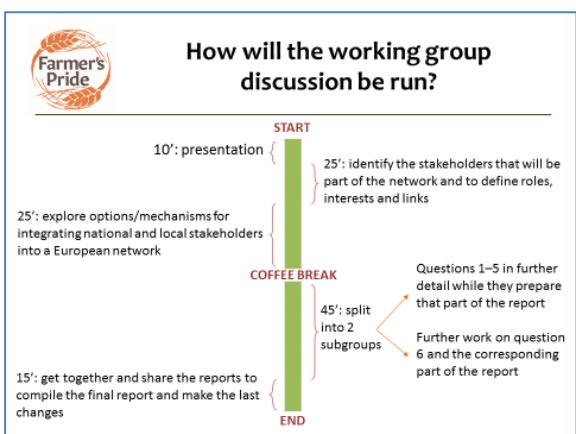 Farmer's
Pride
How will the working group
discussion be run?
START
10’: presentation
25’: identify the stakeholders that will be
part of the network and to define roles,
interests and links
25’: explore options/mechanisms for
integrating national and local stakeholders
into a European network
COFFEE BREAK
45’: split
into 2
subgroups
Questions 1–5 in further
detail while they prepare
that part of the report
Further work on question
6 and the corresponding
part of the report
15’: get together and share the reports to
compile the final report and make the last
changes
END